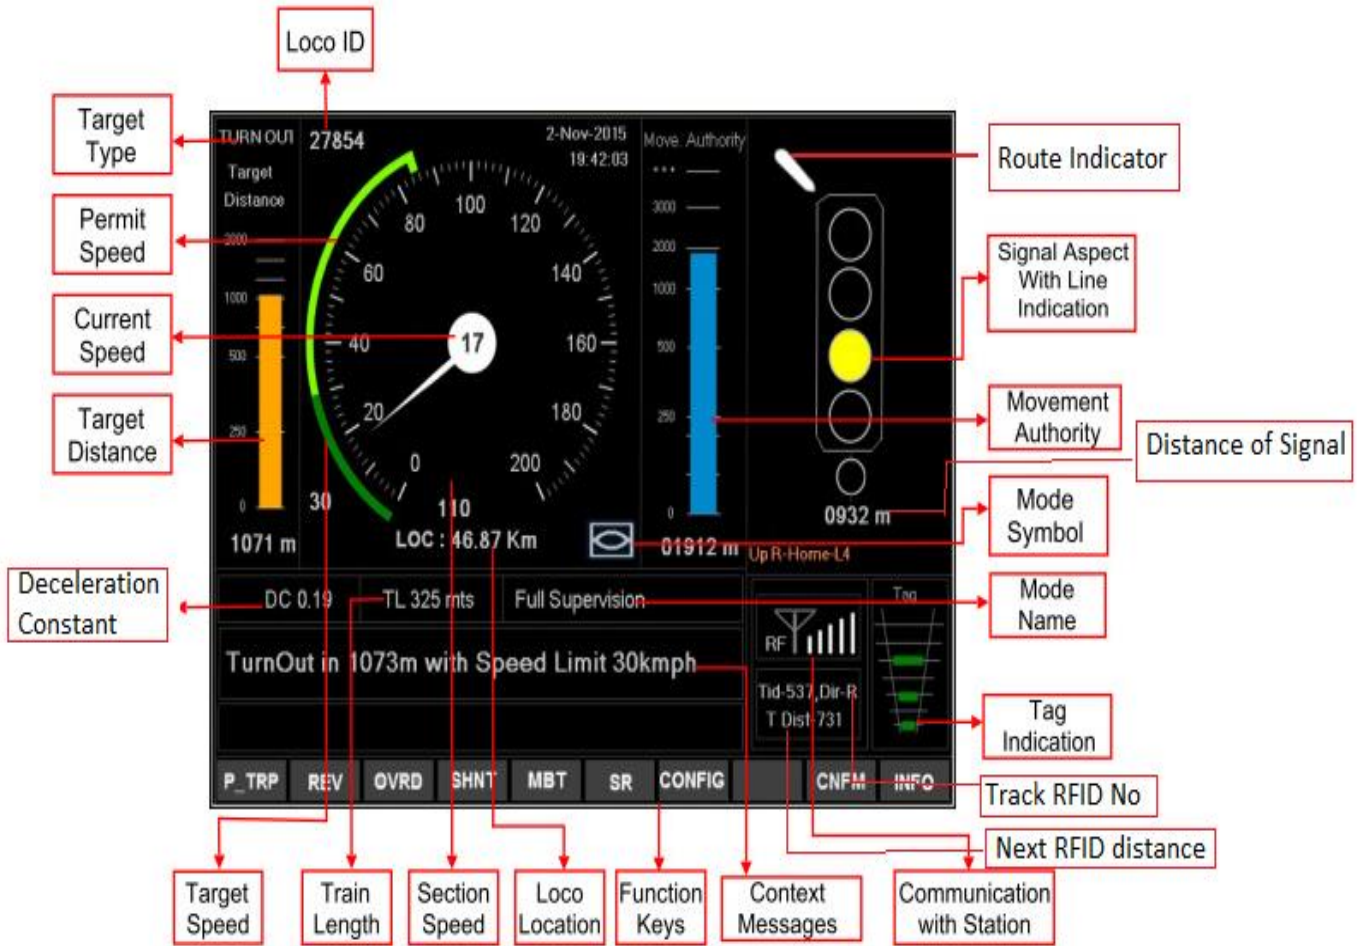 Loco ID
Target
Type
Permit
Speed
Current
Speed
Target
Distance
Deceleration
Constant
TURN OUT
27854
2-Nov-2015
19:42:03
Target
Distance
2000
1000
500
250
0
1071 m
0
20
40
60
80
100
120
140
160
180
200
17
30
110
LOC : 46.87 Km
Move. Authority
***
3000
2000
1000
500
250
0
01912 m
0932 m
Up R-Home-L4
DC 0.19
TL 325 mts
Full Supervision
TurnOut in 1073m with Speed Limit 30kmph
RF
Tid-537,Dir-R
T Dist-731
Tag
P_TRP
REV
OVRD
SHNT
MBT
SR
CONFIG
CNFM
INFO
Route Indicator
Signal Aspect
With Line
Indication
Movement
Authority
Distance of Signal
Mode
Symbol
Mode
Name
Tag
Indication
Track RFID No
Next RFID distance
Target
Speed
Train
Length
Section
Speed
Loco
Location
Function
Keys
Context
Messages
Communication
with Station